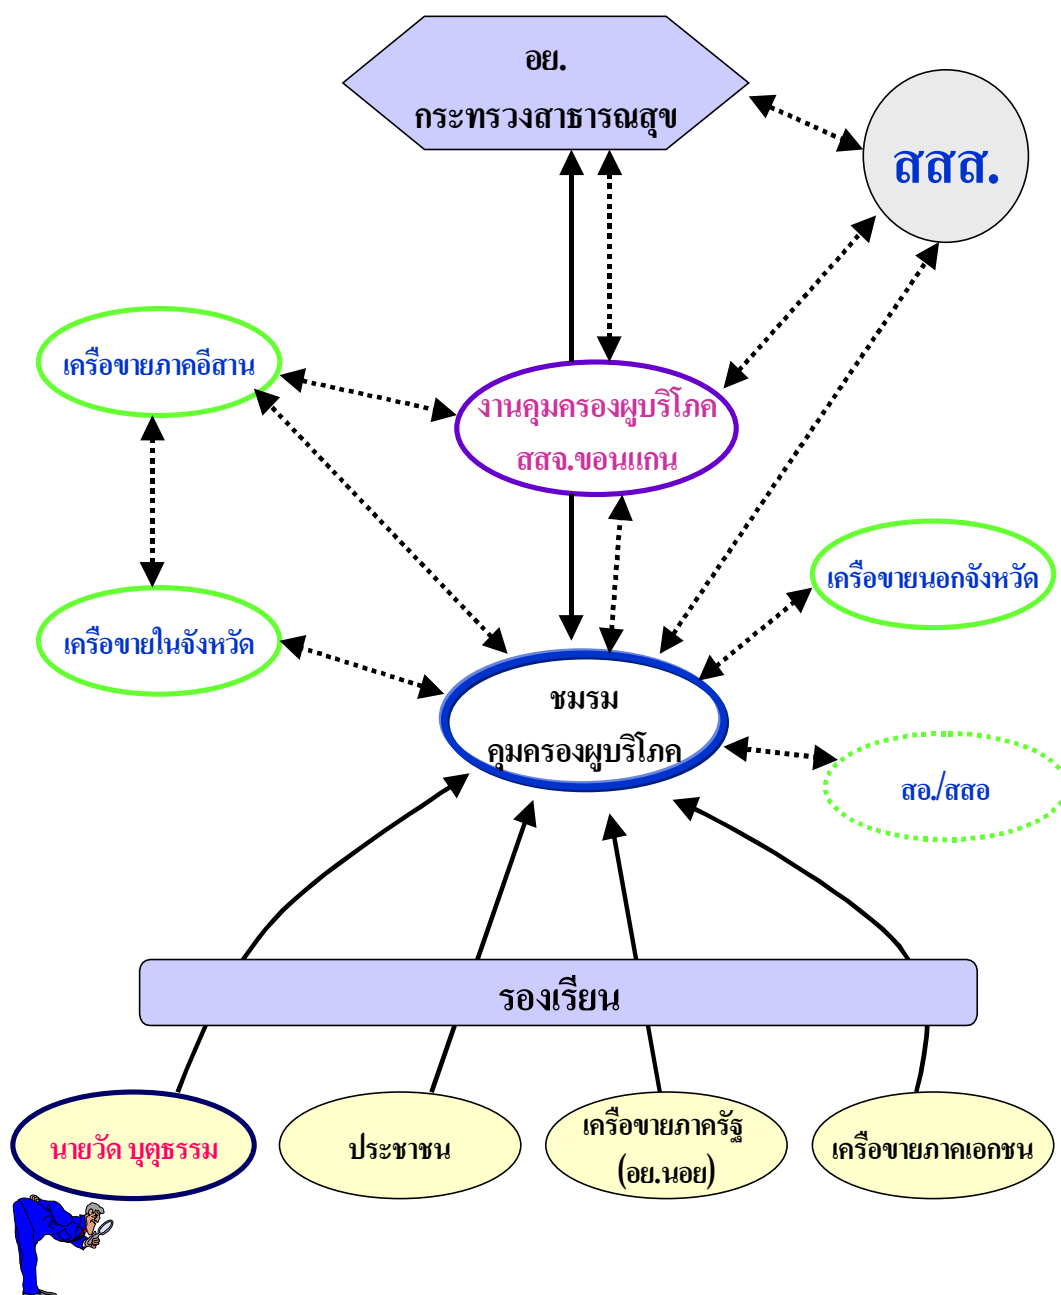 อย.
กระทรวงสาธารณสุข
สสส.
เครือขายภาคอีสาน
งานคุมครองผูบริโภค
สสจ.ขอนแกน
เครือขายนอกจังหวัด
เครือขายในจังหวัด
ชมรม
คุมครองผูบริโภค
สอ./สสอ
รองเรียน
นายวัด บุตุธรรม
ประชาชน
เครือขายภาครัฐ
(อย.นอย)
เครือขายภาคเอกชน